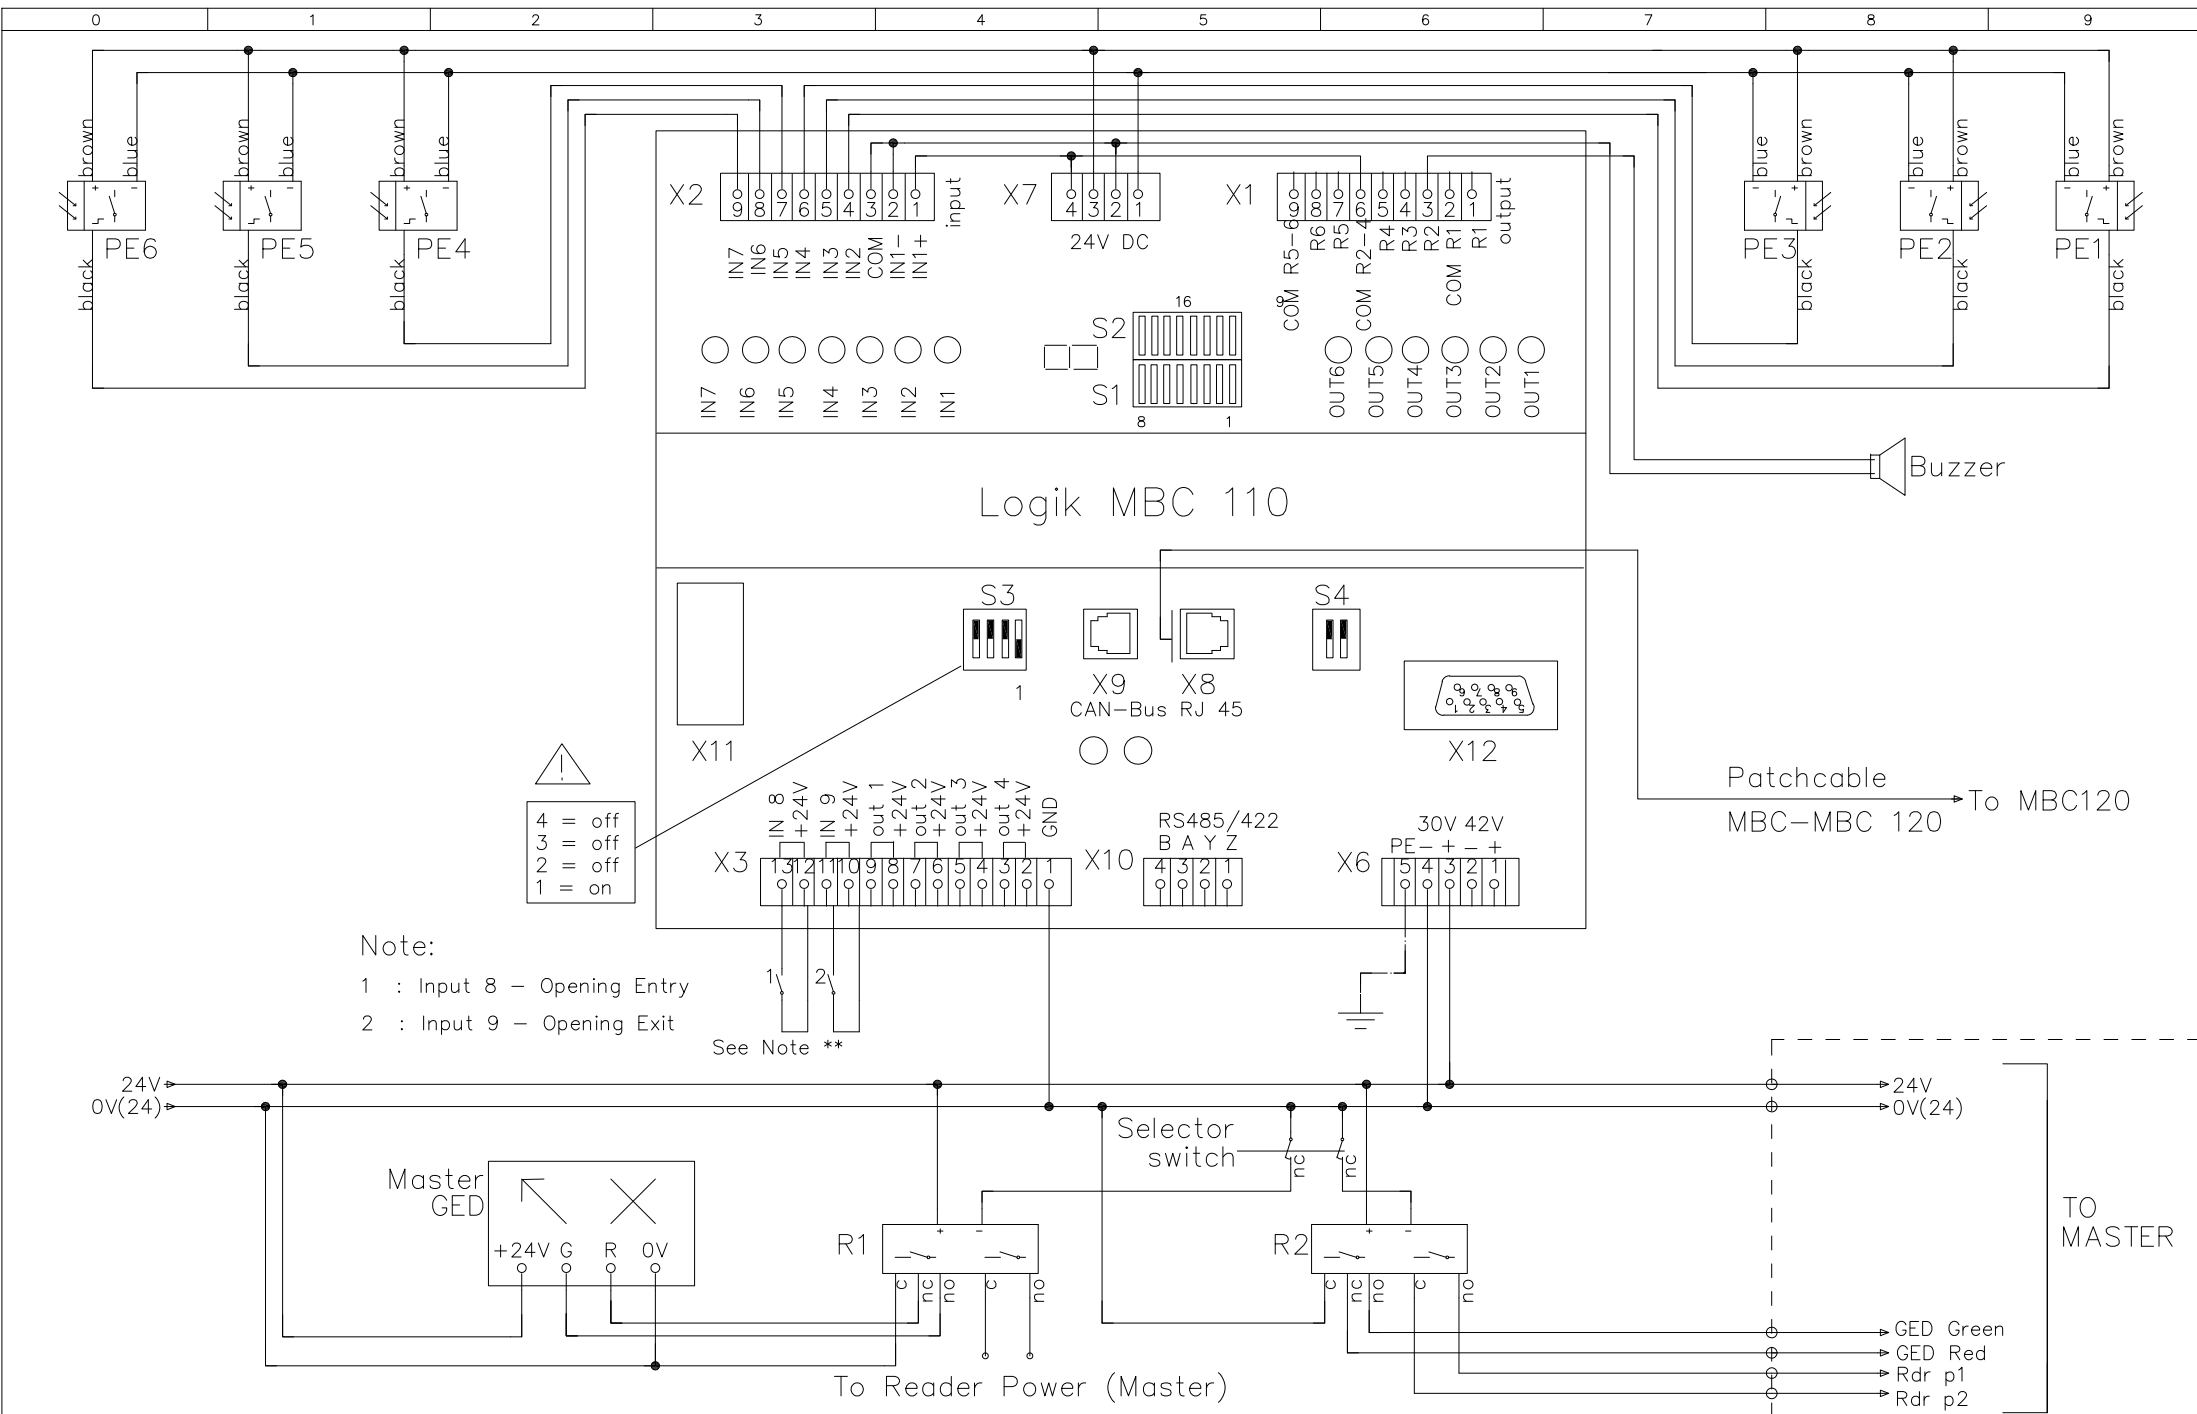 0 1 2 3 4 5 6 7 8 9
brown blue brown blue brown blue
blue brown blue brown blue brown
+ - + - + -
- + - + - +
PE6 PE5 PE4
PE3 PE2 PE1
black black black
black black black
X2 9 8 7 6 5 4 3 2 1 input
IN7 IN6 IN5 IN4 IN3 IN2 COM IN1- IN1+
X7 4 3 2 1
24V DC
X1 9 8 7 6 5 4 3 2 1 output
COM R5-6 R6 R5 COM R2-4 R4 R3 R2 COM R1 R1
16 9
S2
S1
8 1
IN7 IN6 IN5 IN4 IN3 IN2 IN1
OUT6 OUT5 OUT4 OUT3 OUT2 OUT1
Buzzer
Logik MBC 110
S3
1
S4
X9 X8
CAN-Bus RJ 45
X11
X12
6 7 8 9
1 2 3 4 5
!
4 = off
3 = off
2 = off
1 = on
Patchcable
MBC-MBC 120
To MBC120
IN 8 +24V IN 9 +24V out 1 +24V out 2 +24V out 3 +24V out 4 +24V GND
X3 13 12 11 10 9 8 7 6 5 4 3 2 1
RS485/422
B A Y Z
X10 4 3 2 1
30V 42V
PE - + - +
X6 5 4 3 2 1
Note:
1 : Input 8 - Opening Entry
2 : Input 9 - Opening Exit
1 2
See Note **
24V
0V(24)
24V
0V(24)
Selector
switch
nc nc
Master
GED
+24V G R 0V
R1 + -
c nc no c no
R2 + -
c nc no c no
To Reader Power (Master)
TO
MASTER
GED Green
GED Red
Rdr p1
Rdr p2